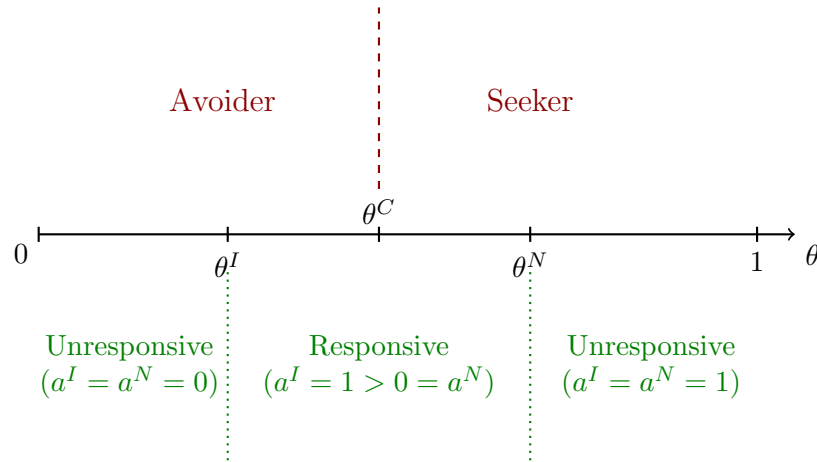 Avoider
Seeker
θ^C
0
θ^I
θ^N
1
θ
Unresponsive
(a^I = a^N = 0)
Responsive
(a^I = 1 > 0 = a^N)
Unresponsive
(a^I = a^N = 1)